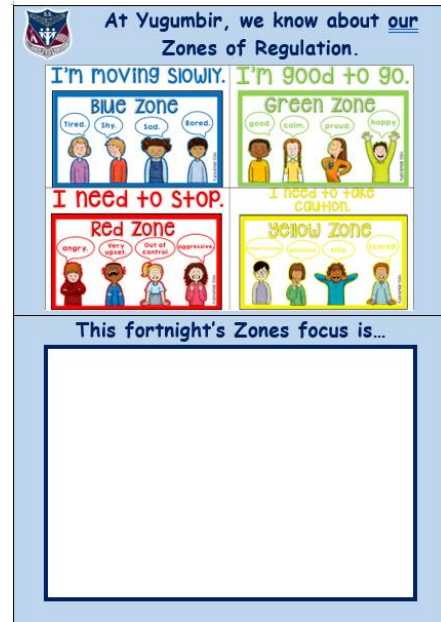 At Yugumbir, we know about our
Zones of Regulation.
I'm moving slowly.
Blue Zone
Tired.
Shy.
Sad.
Bored.
I'm good to go.
Green Zone
good.
calm.
proud.
happy.
I need to stop.
Red Zone
angry.
Very
upset.
Out of
control
aggressive
I need to take
caution.
Yellow Zone
silly.
scared.
This fortnight's Zones focus is...